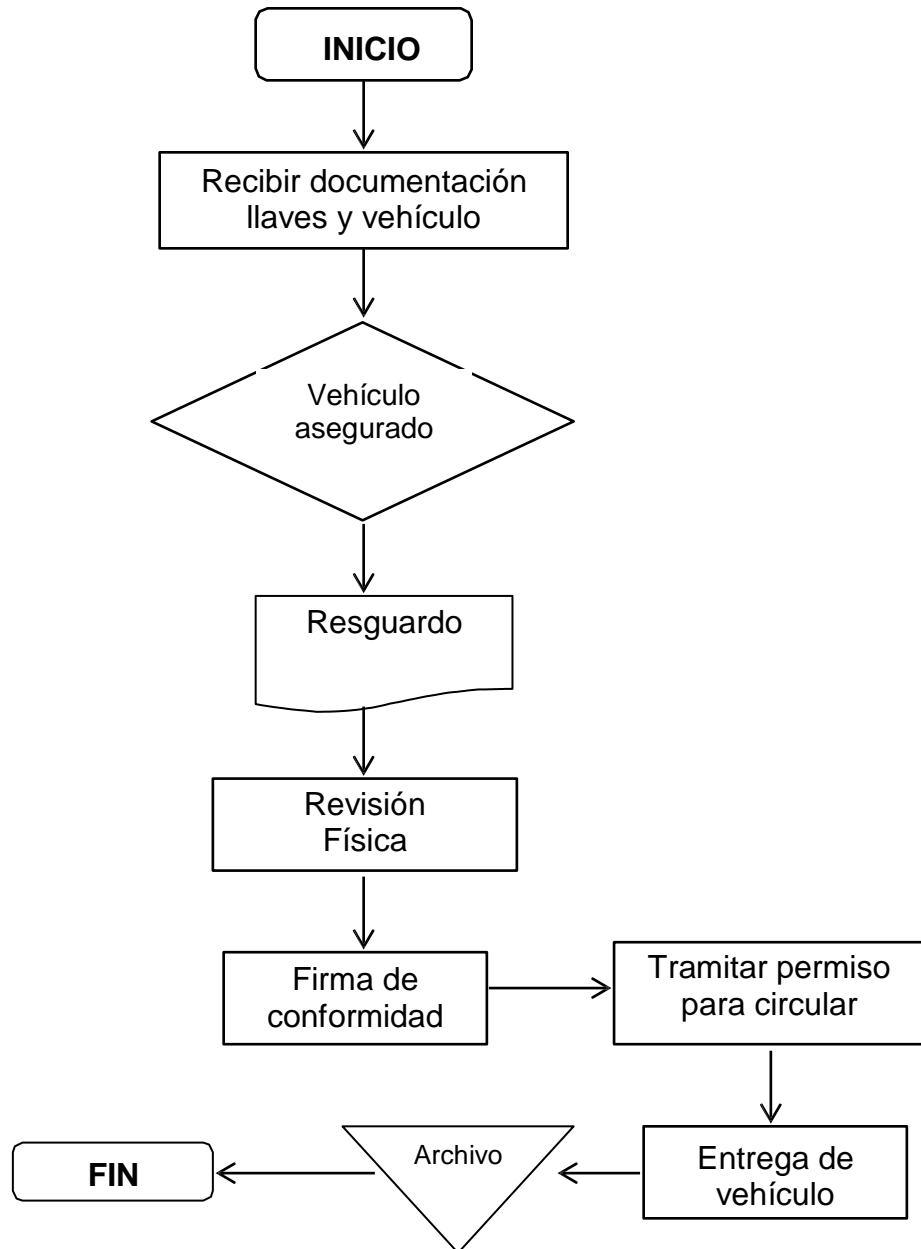 INICIO
Recibir documentación
llaves y vehículo
Vehículo
asegurado
Resguardo
Revisión
Física
Firma de
conformidad
Tramitar permiso
para circular
Entrega de
vehículo
Archivo
FIN